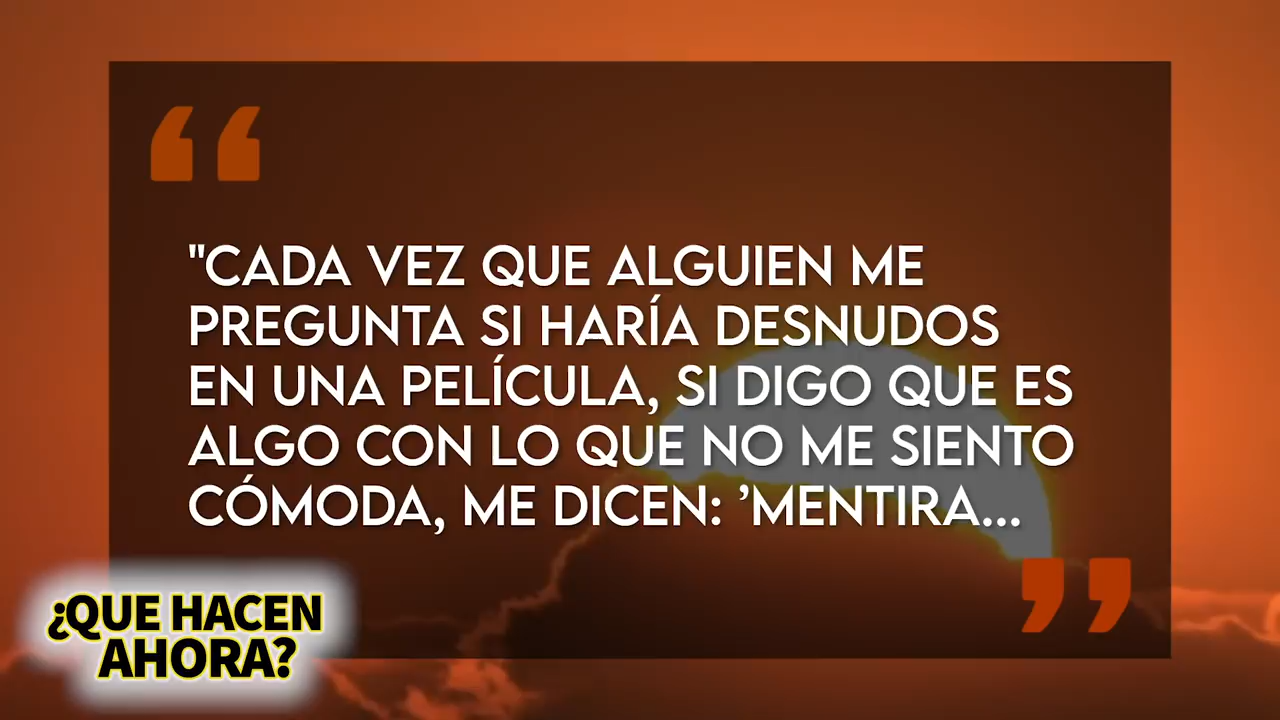 "CADA VEZ QUE ALGUIEN ME
PREGUNTA SI HARÍA DESNUDOS
EN UNA PELÍCULA, SI DIGO QUE ES
ALGO CON LO QUE NO ME SIENTO
CÓMODA, ME DICEN: ’MENTIRA...
¿QUE HACEN
AHORA?